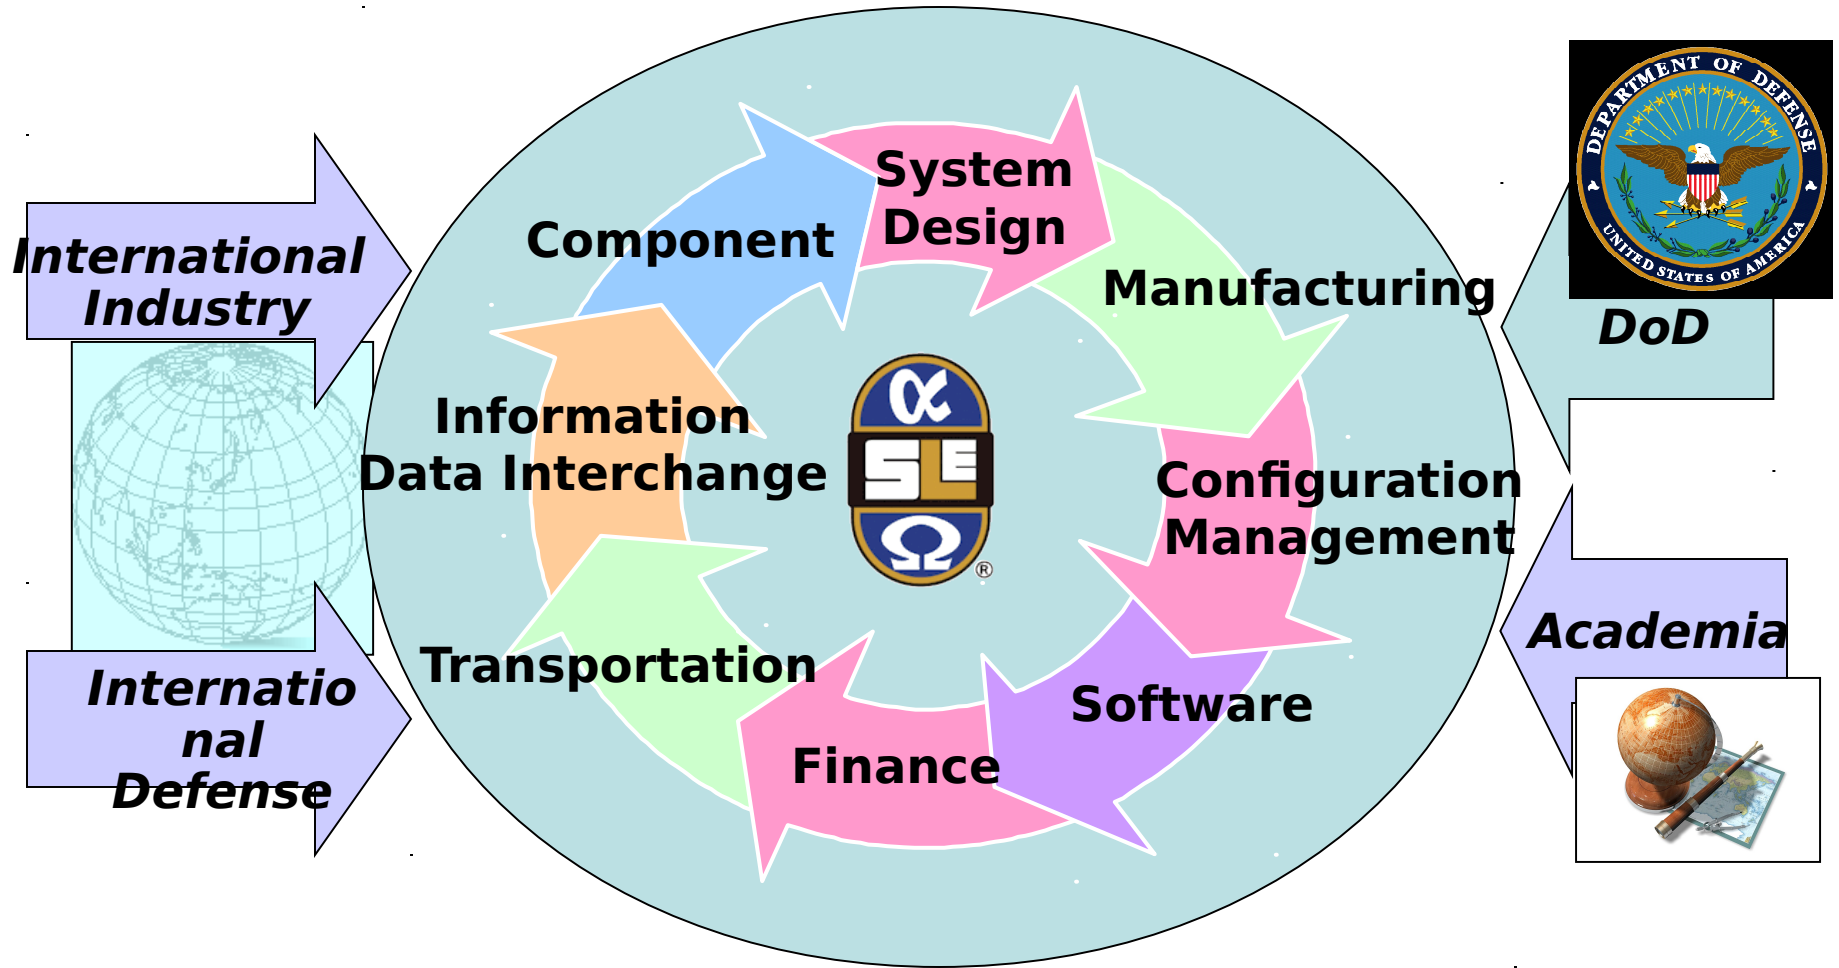 DEPARTMENT OF DEFENSE
UNITED STATES OF AMERICA
System
Design
Component
Manufacturing
International
Industry
DoD
Information
Data Interchange
α
SLE
Ω
®
Configuration
Management
Academia
Transportation
Software
Internatio
nal
Defense
Finance